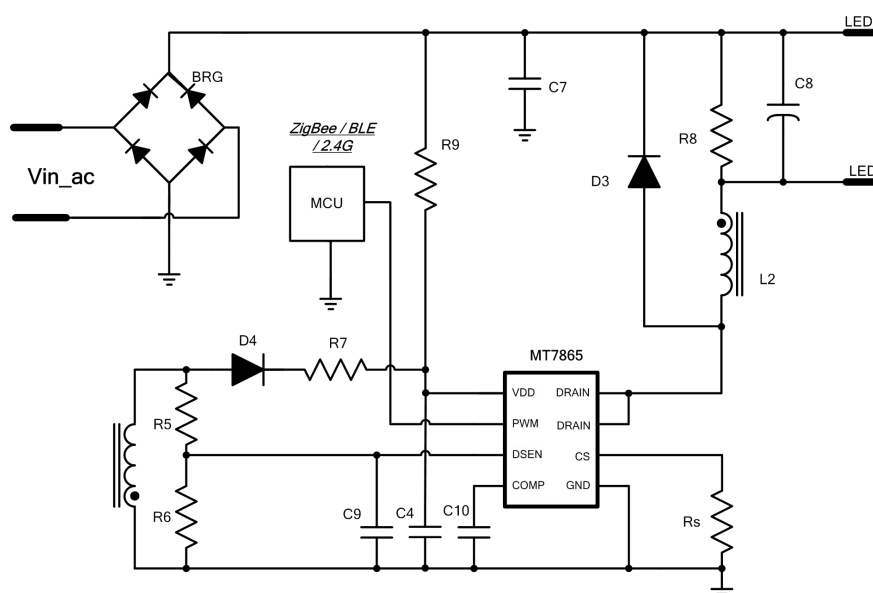 LED
BRG
C7
C8
ZigBee / BLE
/ 2.4G
R9
R8
Vin_ac
MCU
D3
LED
L2
D4
R7
MT7865
VDD
DRAIN
R5
PWM
DRAIN
DSEN
CS
COMP
GND
R6
C9
C4
C10
Rs